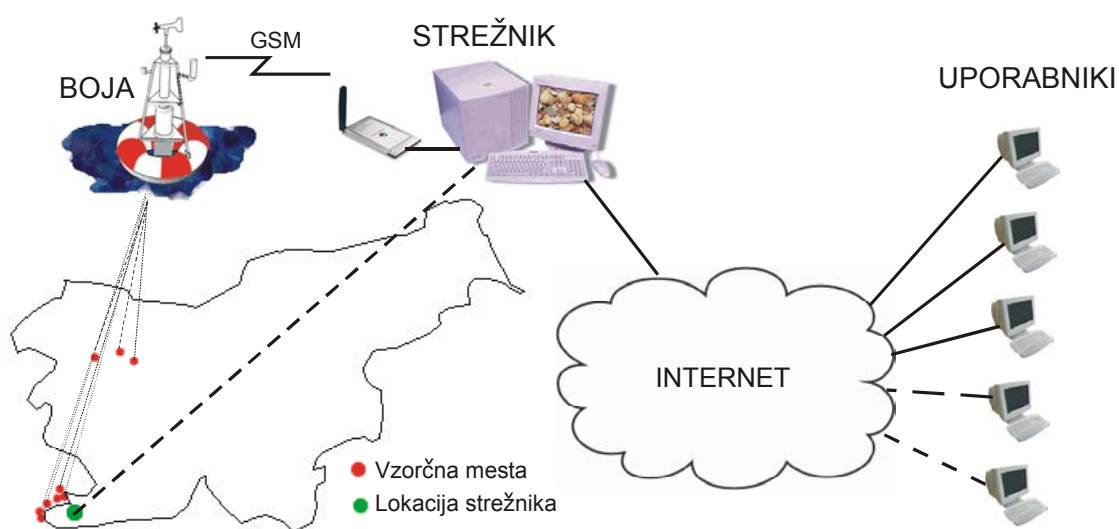 GSM
STREŽNIK
BOJA
UPORABNIKI
INTERNET
Vzorčna mesta
Lokacija strežnika